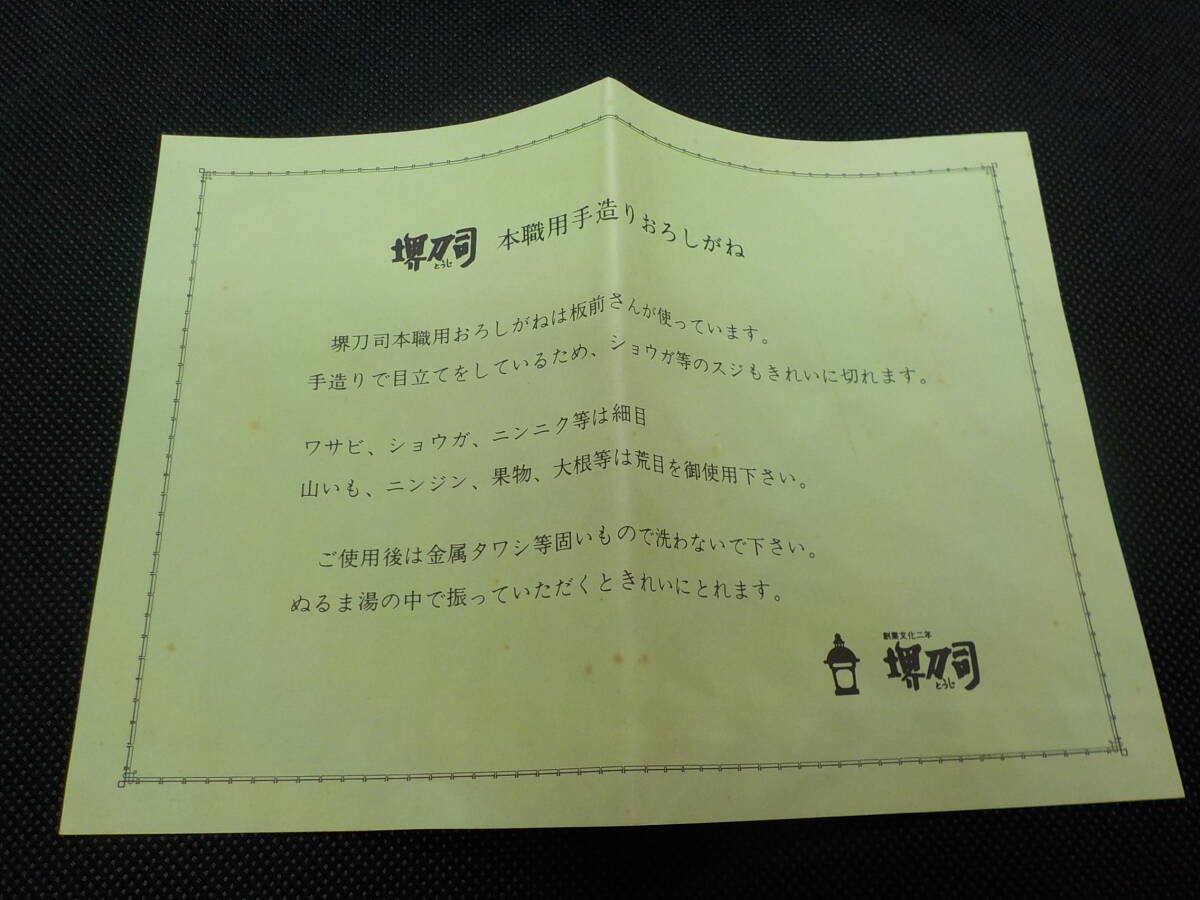 堺刀司 本職用手造りおろしがね
とうじ
堺刀司本職用おろしがねは板前さんが使っています。
手造りで目立てをしているため、ショウガ等のスジもきれいに切れます。
ワサビ、ショウガ、ニンニク等は細目
山いも、ニンジン、果物、大根等は荒目を御使用下さい。
ご使用後は金属タワシ等固いもので洗わないで下さい。
ぬるま湯の中で振っていただくときれいにとれます。
創業文化二年
堺刀司
とうじ